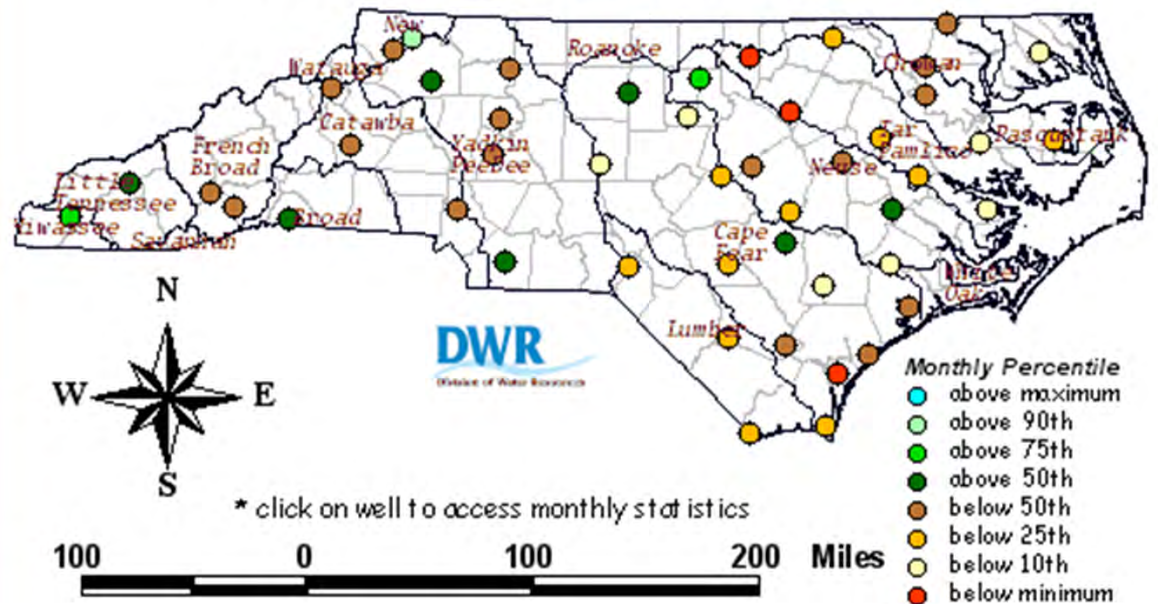 New
Roanoke
Watauga
Chowan
Catawba
French
Broad
Yadkin
PeeDee
Tar
Pamlico
Pasquotank
Neuse
Little
Tennessee
Hiwassee
Savannah
Broad
Cape
Fear
White
Oak
Lumber
N
W
E
S
DWR
Division of Water Resources
Monthly Percentile
above maximum
above 90th
above 75th
above 50th
below 50th
below 25th
below 10th
below minimum
* click on well to access monthly statistics
100 0 100 200 Miles